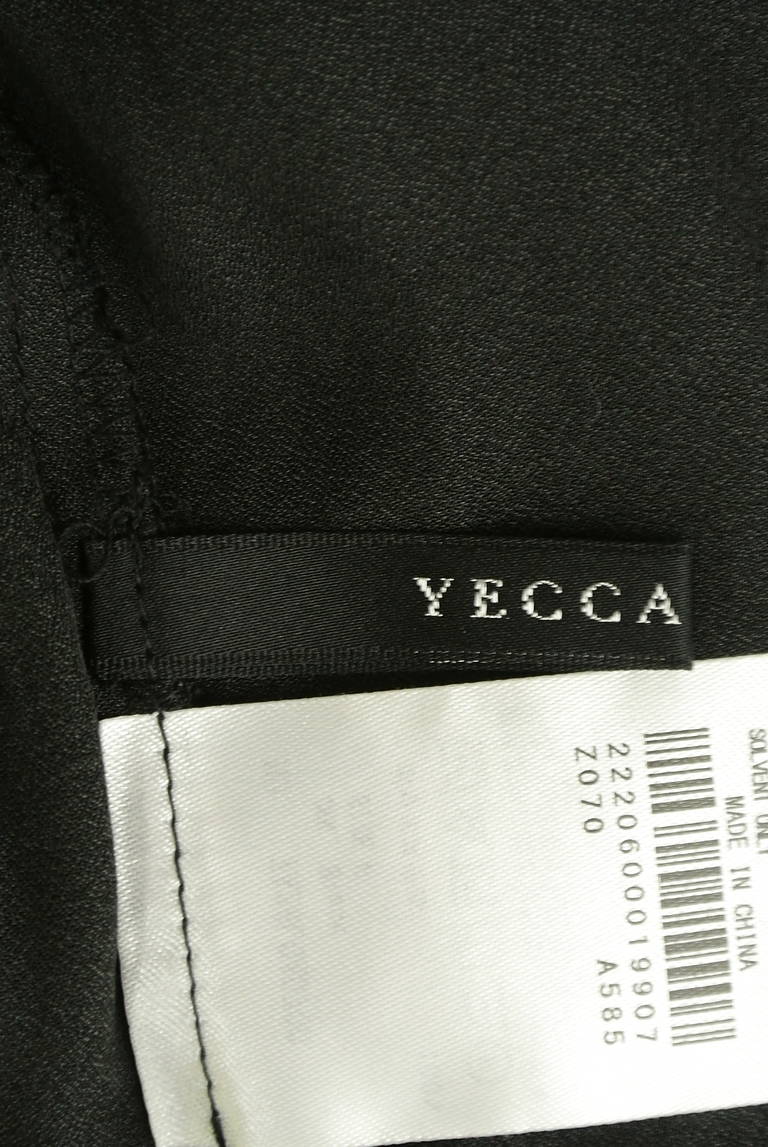 YECCA
SOLVENT ONLY
MADE IN CHINA
2220600019907
Z070 A585